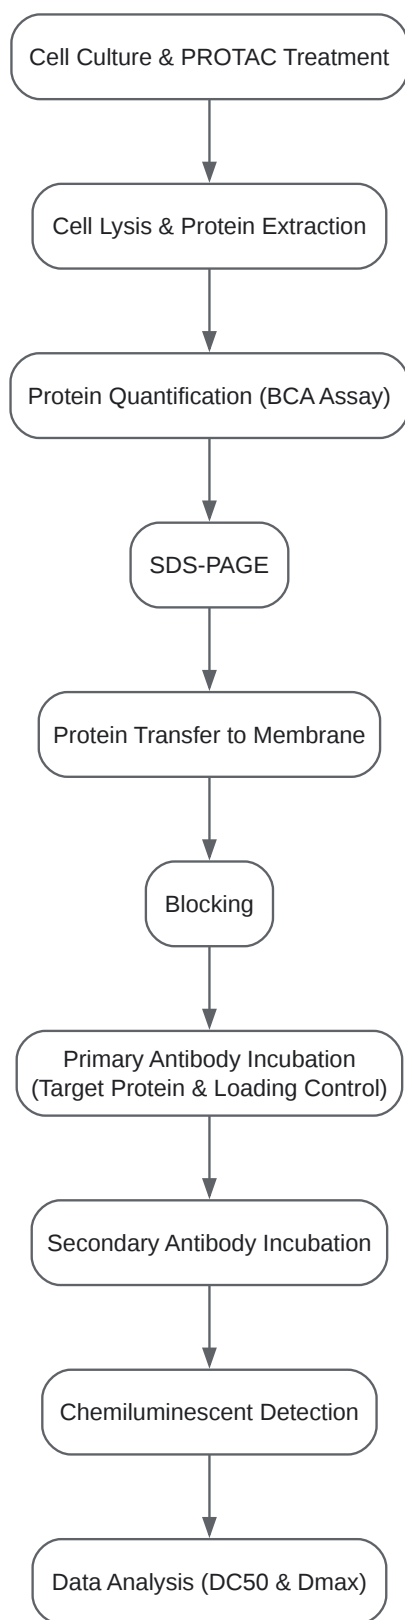 Cell Culture & PROTAC Treatment
Cell Lysis & Protein Extraction
Protein Quantification (BCA Assay)
SDS-PAGE
Protein Transfer to Membrane
Blocking
Primary Antibody Incubation
(Target Protein & Loading Control)
Secondary Antibody Incubation
Chemiluminescent Detection
Data Analysis (DC50 & Dmax)